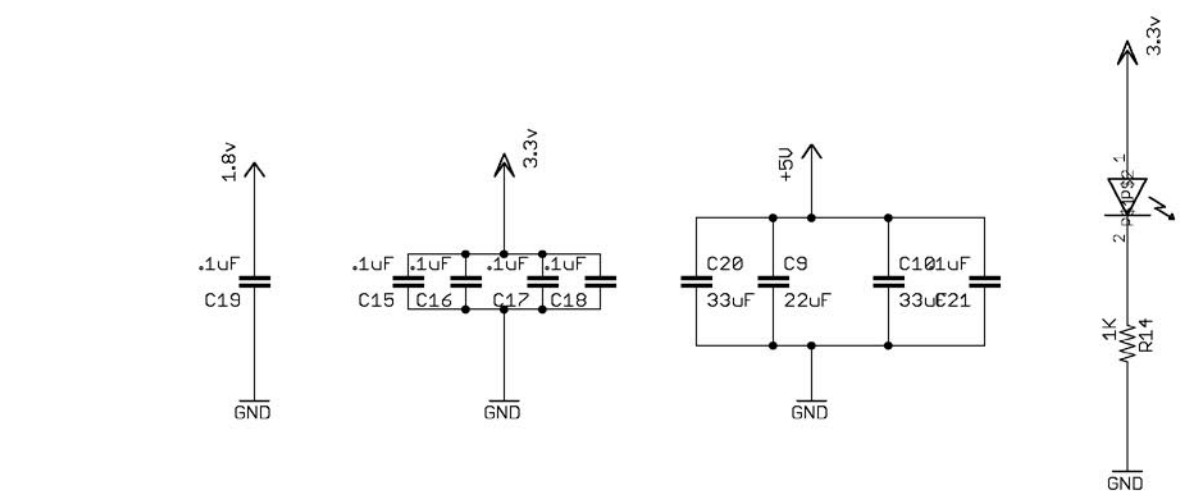 1.8v
.1uF
C19
GND
3.3v
.1uF
.1uF
.1uF
.1uF
C15
C16
C17
C18
GND
+5V
C20
33uF
C9
22uF
C10
33uF
.1uF
C21
GND
3.3v
1
2
1K
R14
GND